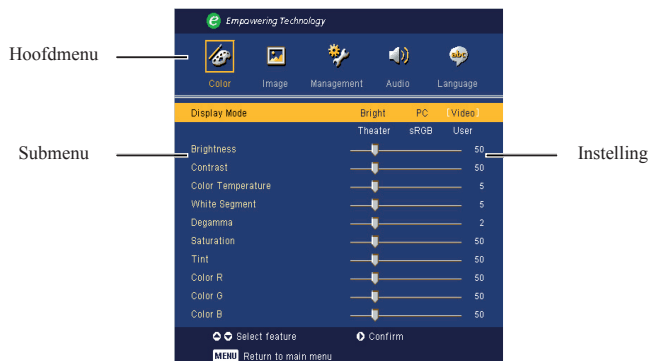 Empowering Technology
Hoofdmenu
Color Image Management Audio Language
abc
Display Mode Bright PC [Video]
Theater sRGB User
Submenu
Instelling
Brightness 50
Contrast 50
Color Temperature 5
White Segment 5
Degamma 2
Saturation 50
Tint 50
Color R 50
Color G 50
Color B 50
Select feature Confirm
MENU Return to main menu